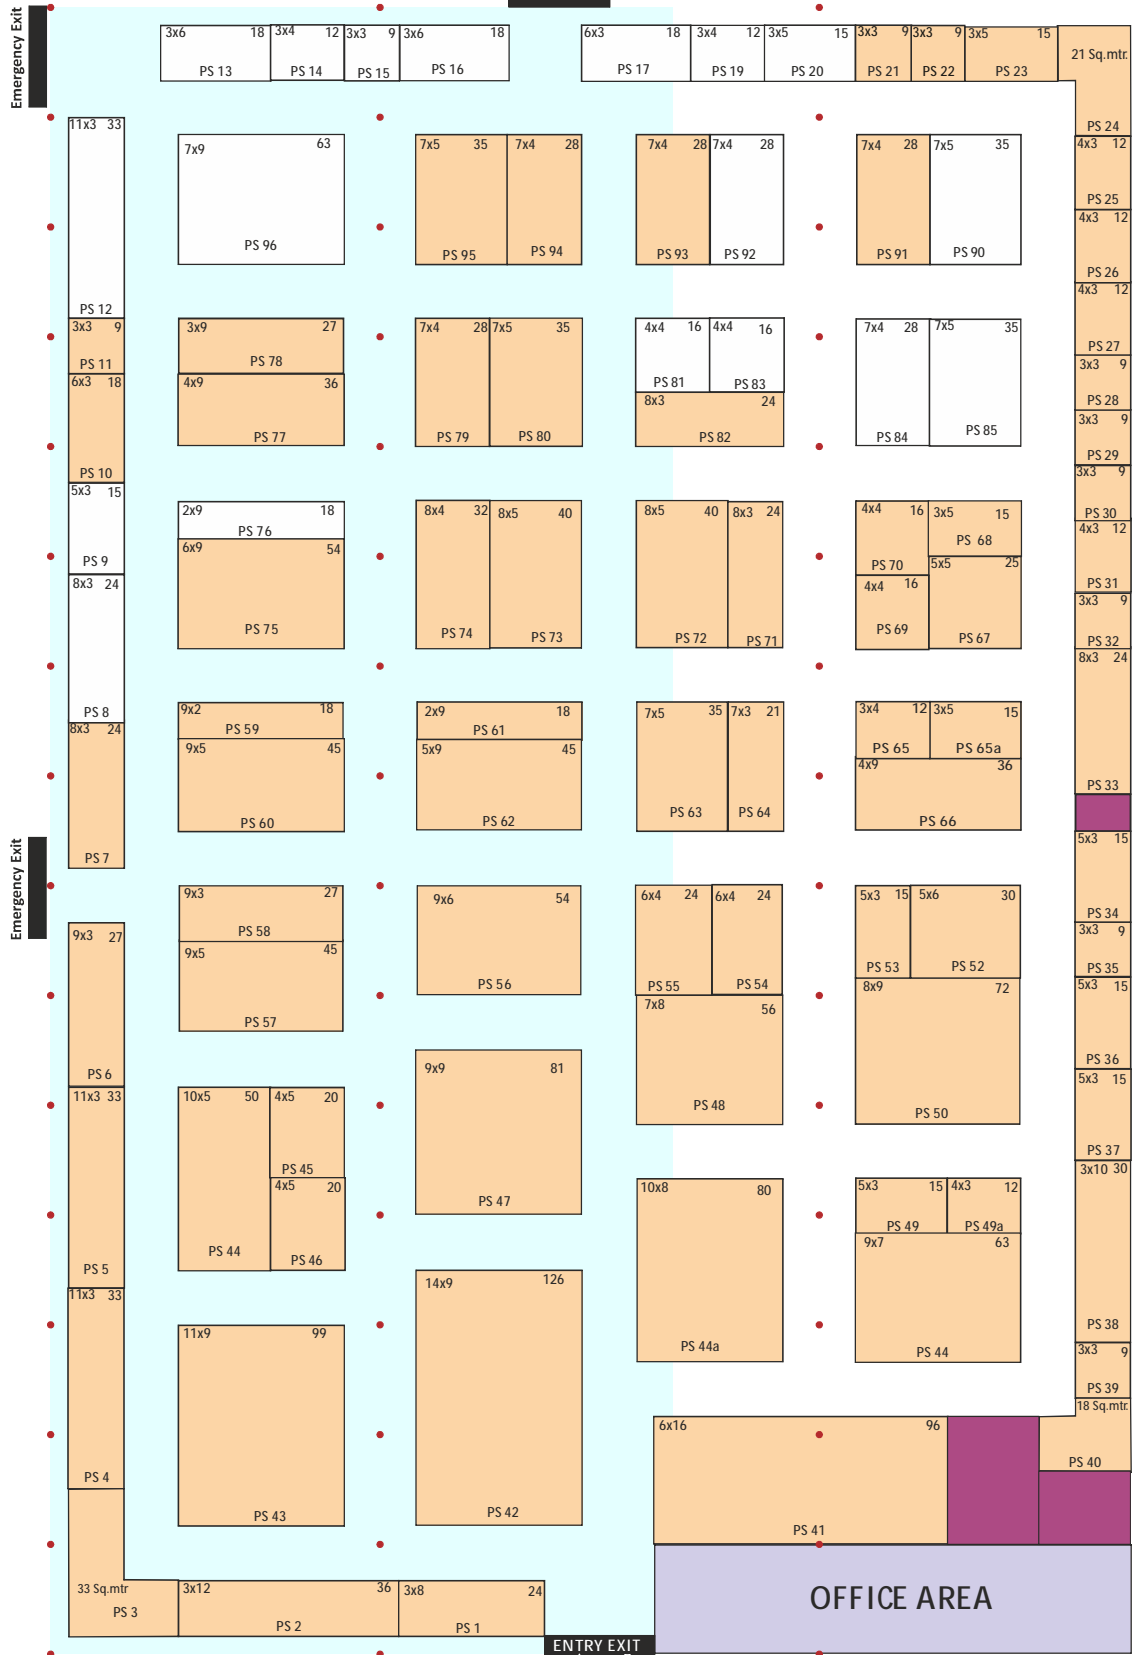 Emergency Exit
3x6 18
PS 13
3x4 12
PS 14
3x3 9
PS 15
3x6 18
PS 16
6x3 18
PS 17
3x4 12
PS 19
3x5 15
PS 20
3x3 9
PS 21
3x3 9
PS 22
3x5 15
PS 23
21 Sq.mtr.
PS 24
11x3 33
PS 12
7x9 63
PS 96
7x5 35
PS 95
7x4 28
PS 94
7x4 28
PS 93
7x4 28
PS 92
7x4 28
PS 91
7x5 35
PS 90
4x3 12
PS 25
4x3 12
PS 26
4x3 12
PS 27
3x3 9
PS 11
6x3 18
PS 10
3x9 27
PS 78
4x9 36
PS 77
7x4 28
PS 79
7x5 35
PS 80
4x4 16
PS 81
4x4 16
PS 83
8x3 24
PS 82
7x4 28
PS 84
7x5 35
PS 85
3x3 9
PS 28
3x3 9
PS 29
3x3 9
PS 30
4x3 12
PS 31
3x3 9
PS 32
5x3 15
PS 9
8x3 24
PS 8
2x9 18
PS 76
6x9 54
PS 75
8x4 32
PS 74
8x5 40
PS 73
8x5 40
PS 72
8x3 24
PS 71
4x4 16
PS 70
3x5 15
PS 68
4x4 16
PS 69
5x5 25
PS 67
8x3 24
PS 33
8x3 24
PS 7
9x2 18
PS 59
9x5 45
PS 60
2x9 18
PS 61
5x9 45
PS 62
7x5 35
PS 63
7x3 21
PS 64
3x4 12
PS 65
3x5 15
PS 65a
4x9 36
PS 66
Emergency Exit
5x3 15
PS 34
3x3 9
PS 35
5x3 15
PS 36
5x3 15
PS 37
9x3 27
PS 6
9x3 27
PS 58
9x5 45
PS 57
9x6 54
PS 56
6x4 24
PS 55
6x4 24
PS 54
7x8 56
PS 48
5x3 15
PS 53
5x6 30
PS 52
8x9 72
PS 50
11x3 33
PS 5
10x5 50
PS 44
4x5 20
PS 45
4x5 20
PS 46
9x9 81
PS 47
10x8 80
PS 44a
5x3 15
PS 49
4x3 12
PS 49a
9x7 63
PS 44
3x10 30
PS 38
3x3 9
PS 39
18 Sq.mtr.
PS 40
11x3 33
PS 4
11x9 99
PS 43
14x9 126
PS 42
6x16 96
PS 41
33 Sq.mtr
PS 3
3x12 36
PS 2
3x8 24
PS 1
OFFICE AREA
ENTRY EXIT